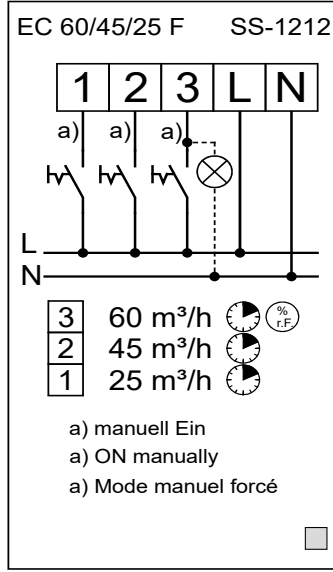 EC 60/45/25 F SS-1212
1 2 3 L N
a) a) a)
L
N
3 60 m³/h % r.F.
2 45 m³/h
1 25 m³/h
a) manuell Ein
a) ON manually
a) Mode manuel forcé